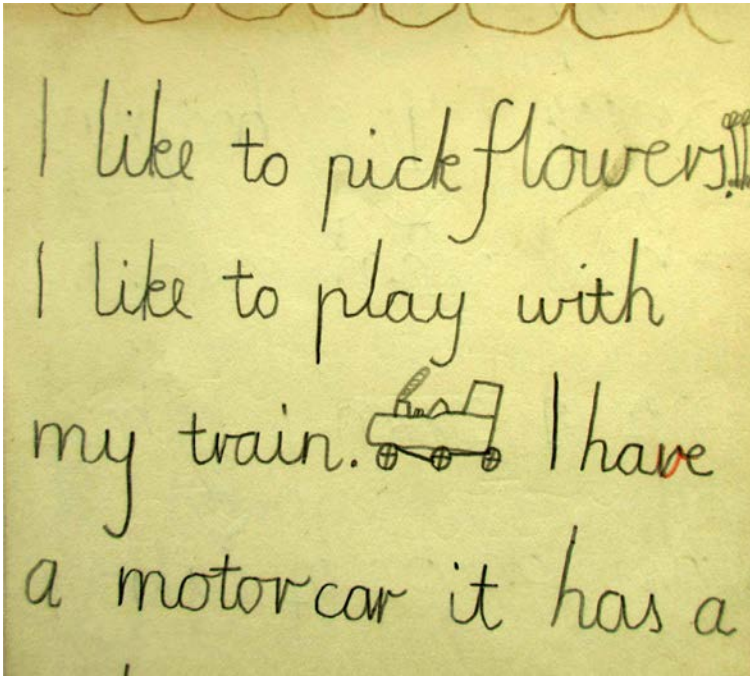 I like to pick flowers.
I like to play with
my train. I have
a motor car it has a